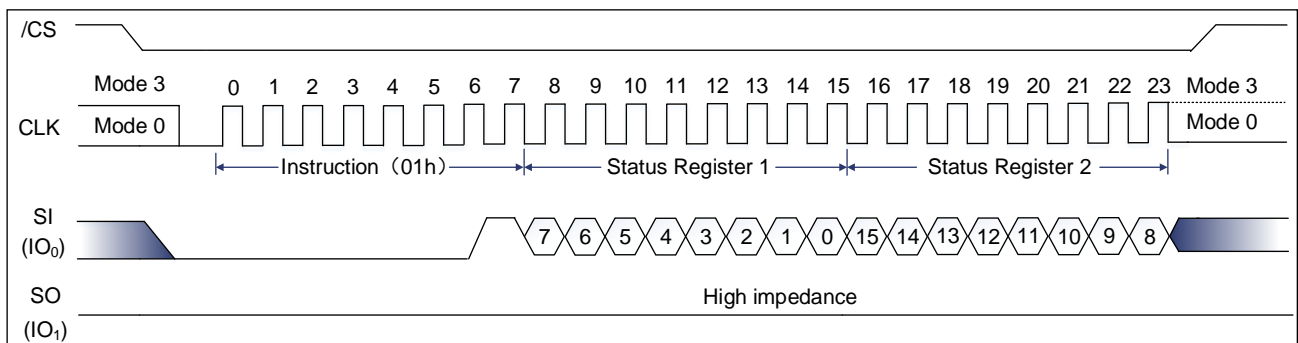 /CS
Mode 3 0 1 2 3 4 5 6 7 8 9 10 11 12 13 14 15 16 17 18 19 20 21 22 23 Mode 3
CLK Mode 0 Mode 0
Instruction（01h） Status Register 1 Status Register 2
SI
(IO₀) 7 6 5 4 3 2 1 0 15 14 13 12 11 10 9 8
SO High impedance
(IO₁)